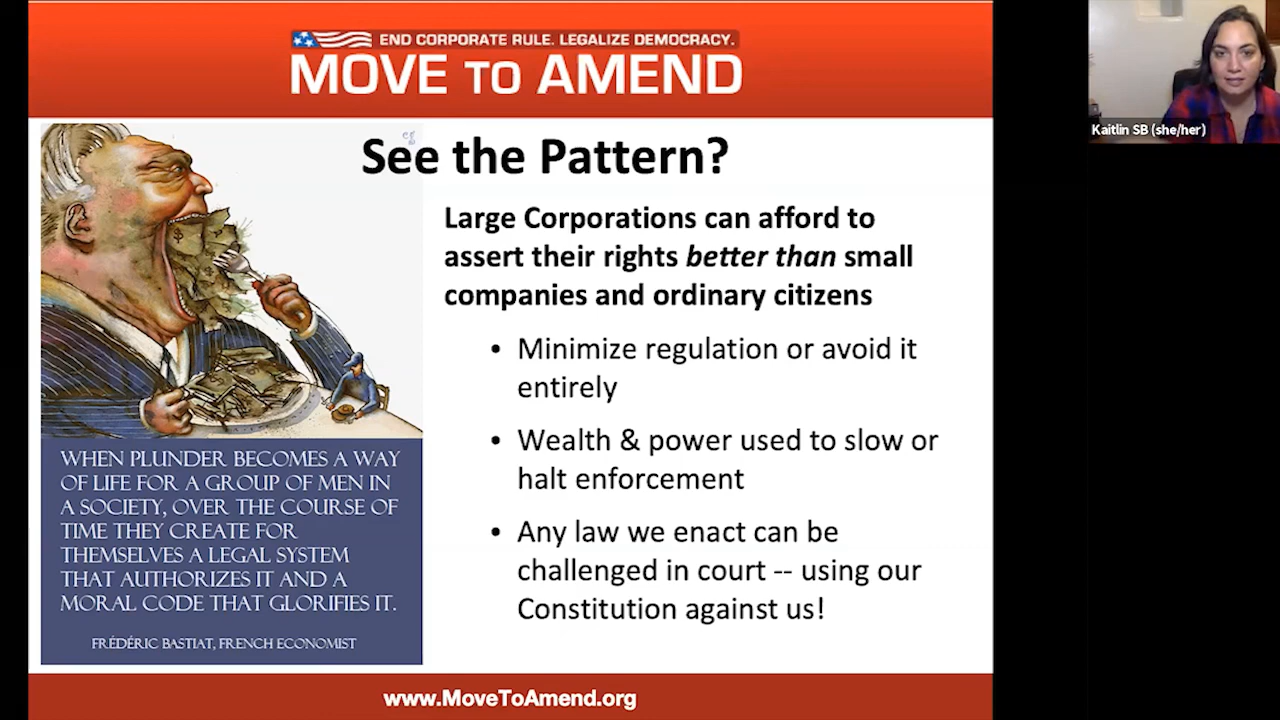 END CORPORATE RULE. LEGALIZE DEMOCRACY.
MOVE TO AMEND
See the Pattern?
Large Corporations can afford to
assert their rights better than small
companies and ordinary citizens
• Minimize regulation or avoid it
entirely
• Wealth & power used to slow or
halt enforcement
• Any law we enact can be
challenged in court -- using our
Constitution against us!
WHEN PLUNDER BECOMES A WAY
OF LIFE FOR A GROUP OF MEN IN
A SOCIETY, OVER THE COURSE OF
TIME THEY CREATE FOR
THEMSELVES A LEGAL SYSTEM
THAT AUTHORIZES IT AND A
MORAL CODE THAT GLORIFIES IT.
FRÉDÉRIC BASTIAT, FRENCH ECONOMIST
www.MoveToAmend.org
Kaitlin SB (she/her)